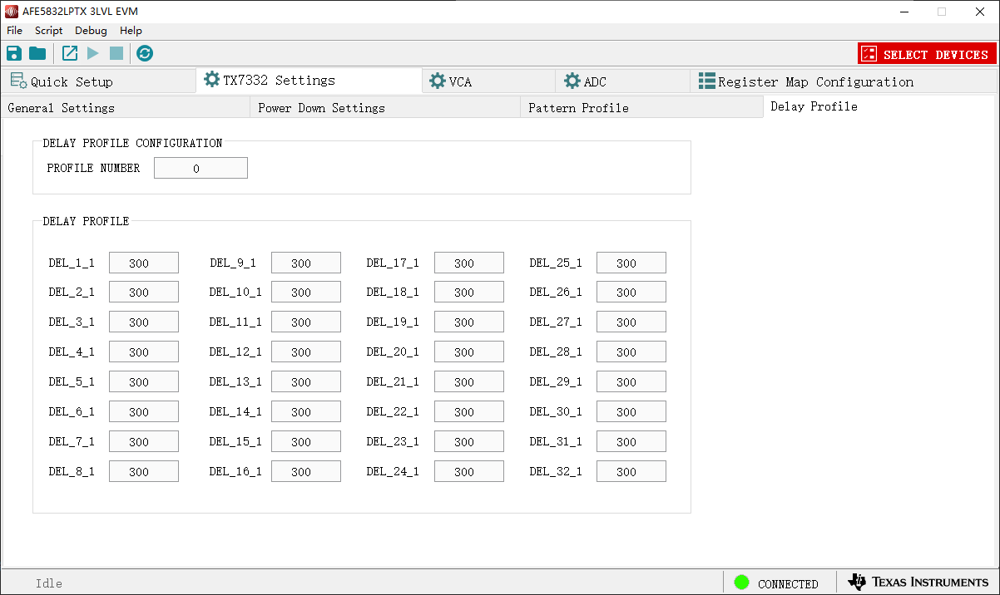 AFE5832LPTX 3LVL EVM
File Script Debug Help
SELECT DEVICES
Quick Setup TX7332 Settings VCA ADC Register Map Configuration
General Settings Power Down Settings Pattern Profile Delay Profile
DELAY PROFILE CONFIGURATION
PROFILE NUMBER 0
DELAY PROFILE
DEL_1_1 300 DEL_9_1 300 DEL_17_1 300 DEL_25_1 300
DEL_2_1 300 DEL_10_1 300 DEL_18_1 300 DEL_26_1 300
DEL_3_1 300 DEL_11_1 300 DEL_19_1 300 DEL_27_1 300
DEL_4_1 300 DEL_12_1 300 DEL_20_1 300 DEL_28_1 300
DEL_5_1 300 DEL_13_1 300 DEL_21_1 300 DEL_29_1 300
DEL_6_1 300 DEL_14_1 300 DEL_22_1 300 DEL_30_1 300
DEL_7_1 300 DEL_15_1 300 DEL_23_1 300 DEL_31_1 300
DEL_8_1 300 DEL_16_1 300 DEL_24_1 300 DEL_32_1 300
Idle CONNECTED TEXAS INSTRUMENTS